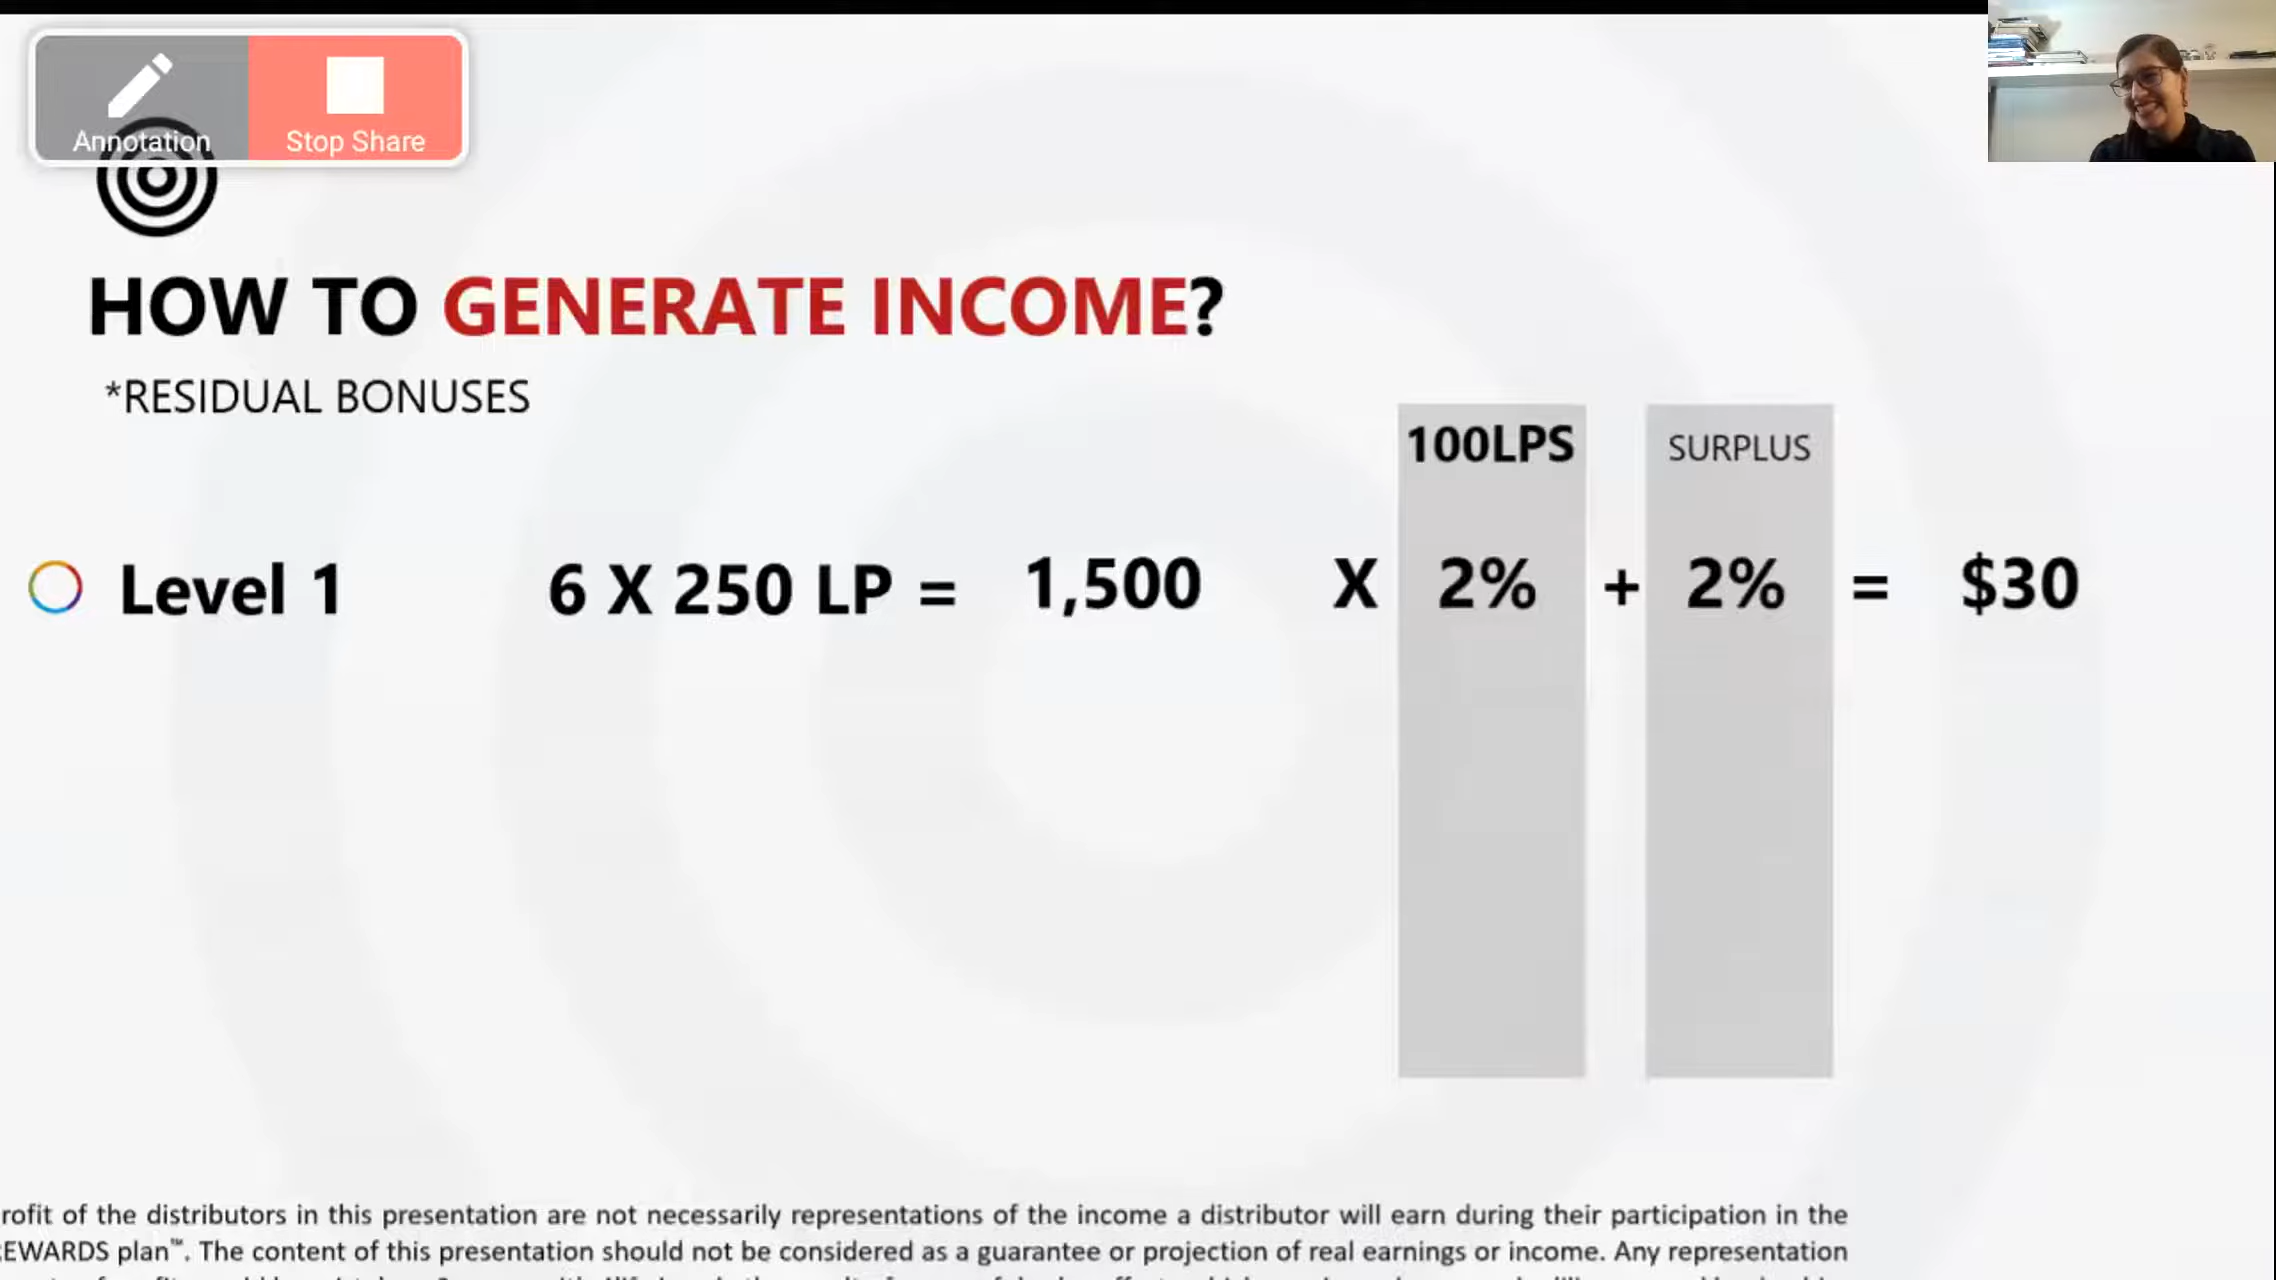 Annotation
Stop Share
HOW TO GENERATE INCOME?
*RESIDUAL BONUSES
100LPS SURPLUS
Level 1 6 X 250 LP = 1,500 X 2% + 2% = $30
rofit of the distributors in this presentation are not necessarily representations of the income a distributor will earn during their participation in the
EWARDS plan™. The content of this presentation should not be considered as a guarantee or projection of real earnings or income. Any representation